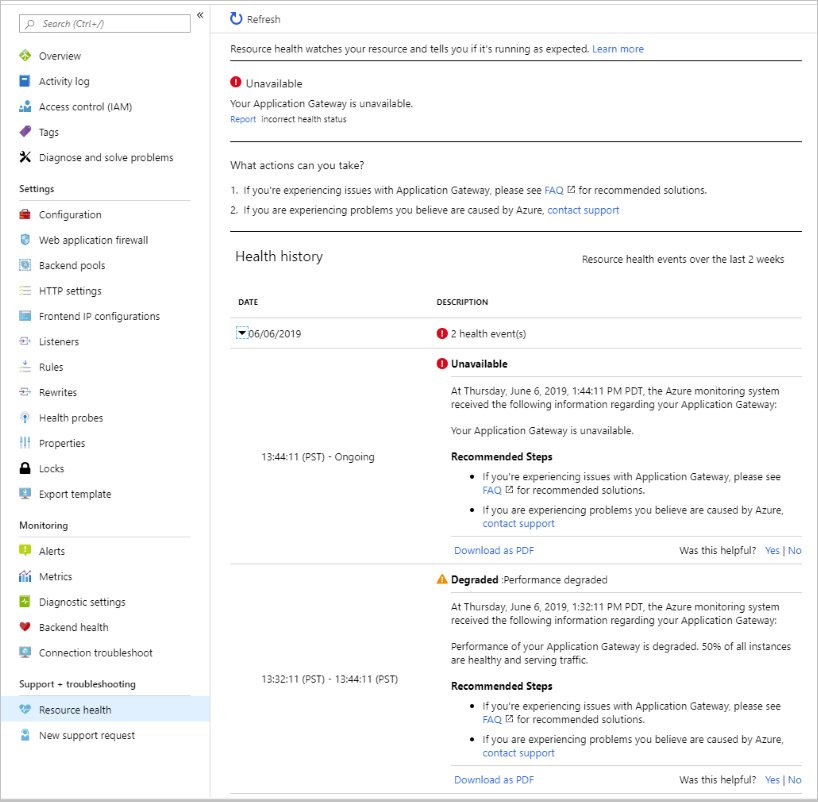 Search (Ctrl+/)
«
Overview
Activity log
Access control (IAM)
Tags
Diagnose and solve problems
Settings
Configuration
Web application firewall
Backend pools
HTTP settings
Frontend IP configurations
Listeners
Rules
Rewrites
Health probes
Properties
Locks
Export template
Monitoring
Alerts
Metrics
Diagnostic settings
Backend health
Connection troubleshoot
Support + troubleshooting
Resource health
New support request
Refresh
Resource health watches your resource and tells you if it's running as expected. Learn more
Unavailable
Your Application Gateway is unavailable.
Report incorrect health status
What actions can you take?
1. If you're experiencing issues with Application Gateway, please see FAQ for recommended solutions.
2. If you are experiencing problems you believe are caused by Azure, contact support
Health history
Resource health events over the last 2 weeks
DATE DESCRIPTION
06/06/2019 2 health event(s)
Unavailable
At Thursday, June 6, 2019, 1:44:11 PM PDT, the Azure monitoring system
received the following information regarding your Application Gateway:
Your Application Gateway is unavailable.
13:44:11 (PST) - Ongoing
Recommended Steps
• If you're experiencing issues with Application Gateway, please see
FAQ for recommended solutions.
• If you are experiencing problems you believe are caused by Azure,
contact support
Download as PDF Was this helpful? Yes | No
Degraded :Performance degraded
At Thursday, June 6, 2019, 1:32:11 PM PDT, the Azure monitoring system
received the following information regarding your Application Gateway:
Performance of your Application Gateway is degraded. 50% of all instances
are healthy and serving traffic.
13:32:11 (PST) - 13:44:11 (PST)
Recommended Steps
• If you're experiencing issues with Application Gateway, please see
FAQ for recommended solutions.
• If you are experiencing problems you believe are caused by Azure,
contact support
Download as PDF Was this helpful? Yes | No